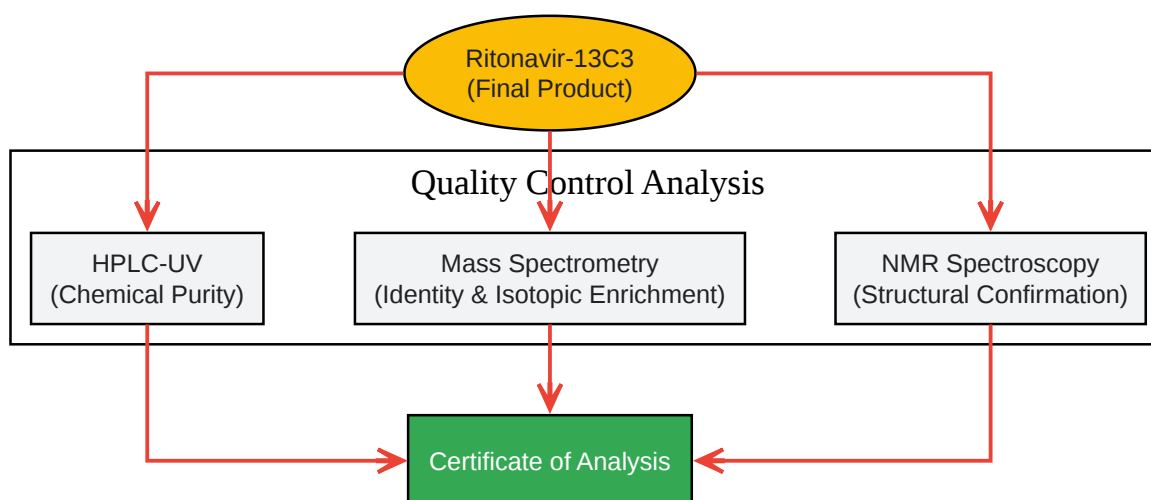 Ritonavir-13C3
(Final Product)
Quality Control Analysis
HPLC-UV
(Chemical Purity)
Mass Spectrometry
(Identity & Isotopic Enrichment)
NMR Spectroscopy
(Structural Confirmation)
Certificate of Analysis